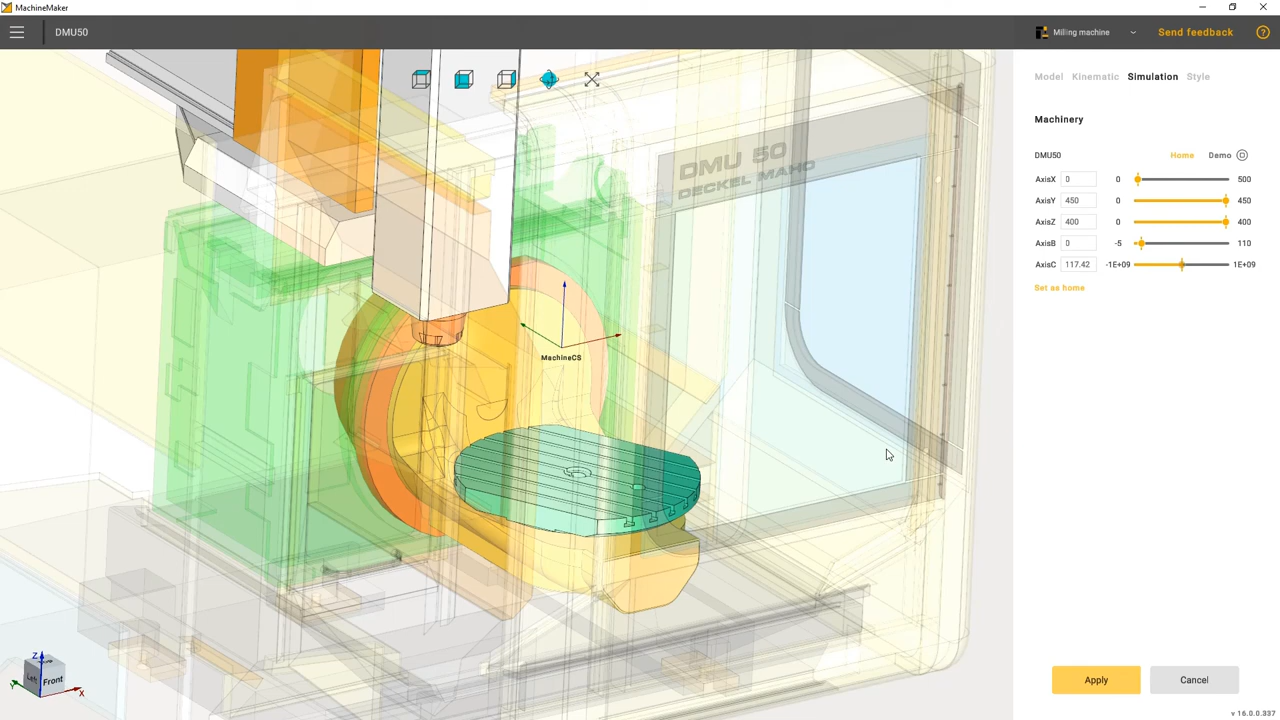 MachineMaker
DMU50
Milling machine
Send feedback
?
Model Kinematic Simulation Style
Machinery
DMU50 Home Demo
AxisX 0 0 500
AxisY 450 0 450
AxisZ 400 0 400
AxisB 0 -5 110
AxisC 117.42 -1E+09 1E+09
Set as home
DMU 50
DECKEL MAHO
MachineCS
Z
Left
Front
Y
X
Apply Cancel
v 16.0.0.337